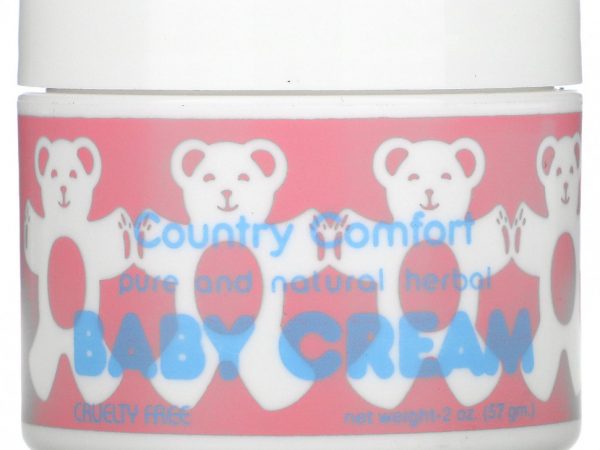 Country Comfort
pure and natural herbal
BABY CREAM
CRUELTY FREE
net weight-2 oz. (57 gm.)